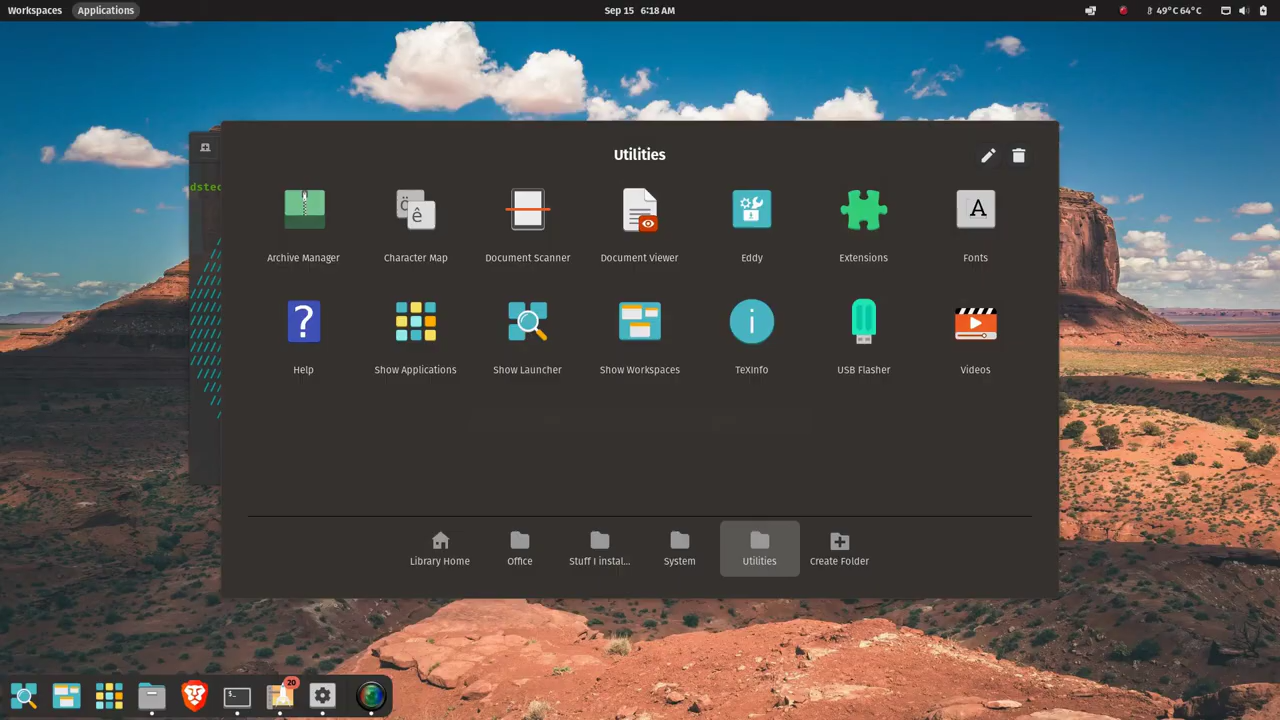 Workspaces Applications Sep 15 6:18 AM 49°C 64°C
Utilities
dstec
Archive Manager Character Map Document Scanner Document Viewer Eddy Extensions Fonts
Help Show Applications Show Launcher Show Workspaces TeXInfo USB Flasher Videos
Library Home Office Stuff I instal... System Utilities Create Folder
20